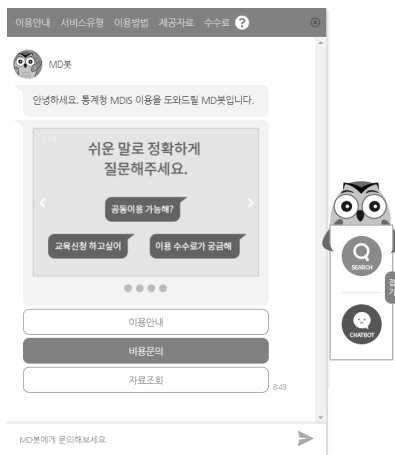 이용안내 서비스유형 이용방법 제공자료 수수료 ?
MD봇
안녕하세요. 통계청 MDIS 이용을 도와드릴 MD봇입니다.
쉬운 말로 정확하게
질문해주세요.
공동이용 가능해?
교육신청 하고싶어 이용 수수료가 궁금해
이용안내
비용문의
자료조회
8:49
MD봇에게 문의해보세요.
SEARCH
CHATBOT